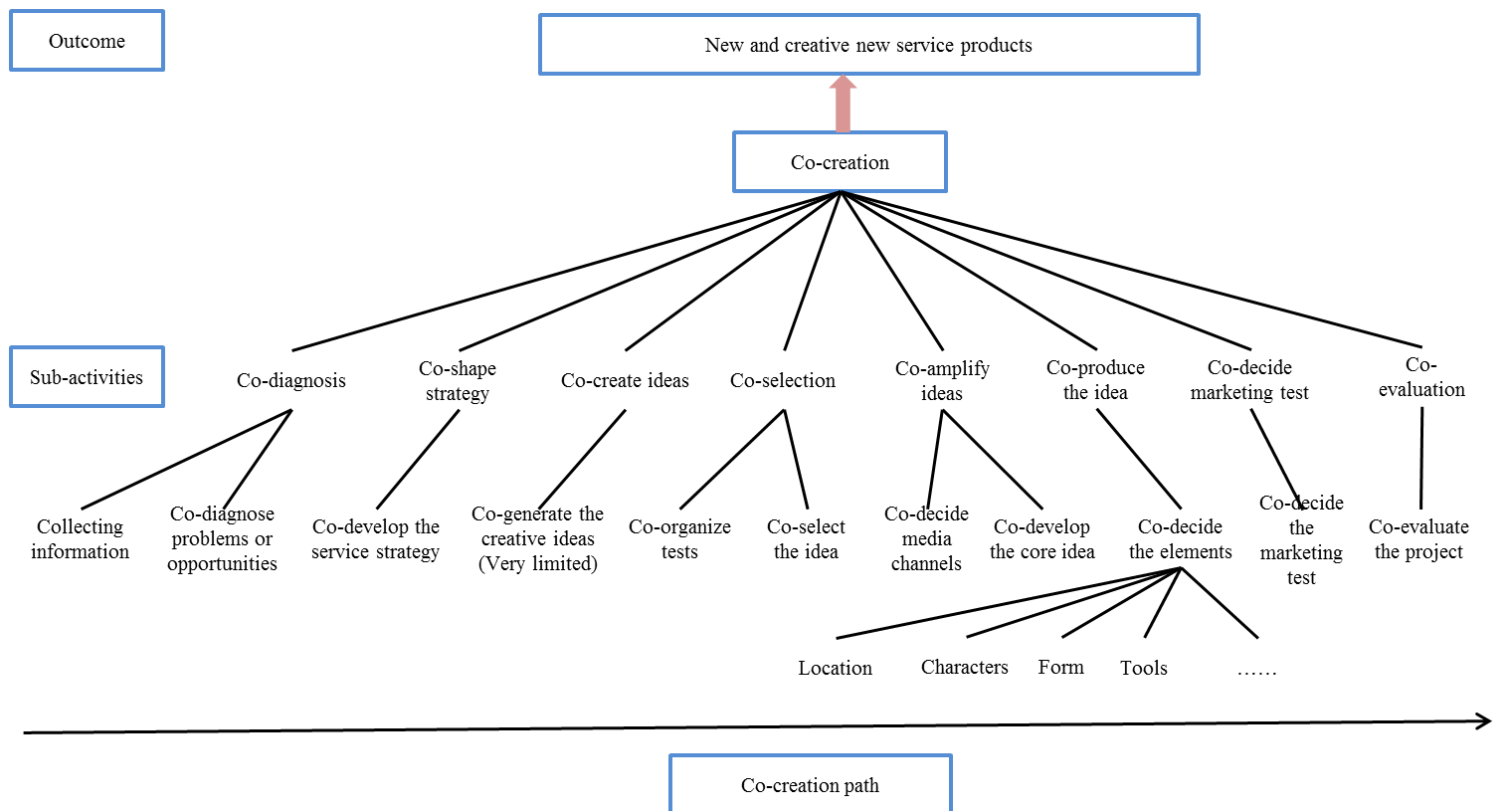 Outcome
New and creative new service products
Co-creation
Sub-activities
Co-diagnosis
Co-shape
strategy
Co-create ideas
Co-selection
Co-amplify
ideas
Co-produce
the idea
Co-decide
marketing test
Co-
evaluation
Collecting
information
Co-diagnose
problems or
opportunities
Co-develop the
service strategy
Co-generate the
creative ideas
(Very limited)
Co-organize
tests
Co-select
the idea
Co-decide
media
channels
Co-develop
the core idea
Co-decide
the elements
Co-decide
the
marketing
test
Co-evaluate
the project
Location
Characters
Form
Tools
……
Co-creation path